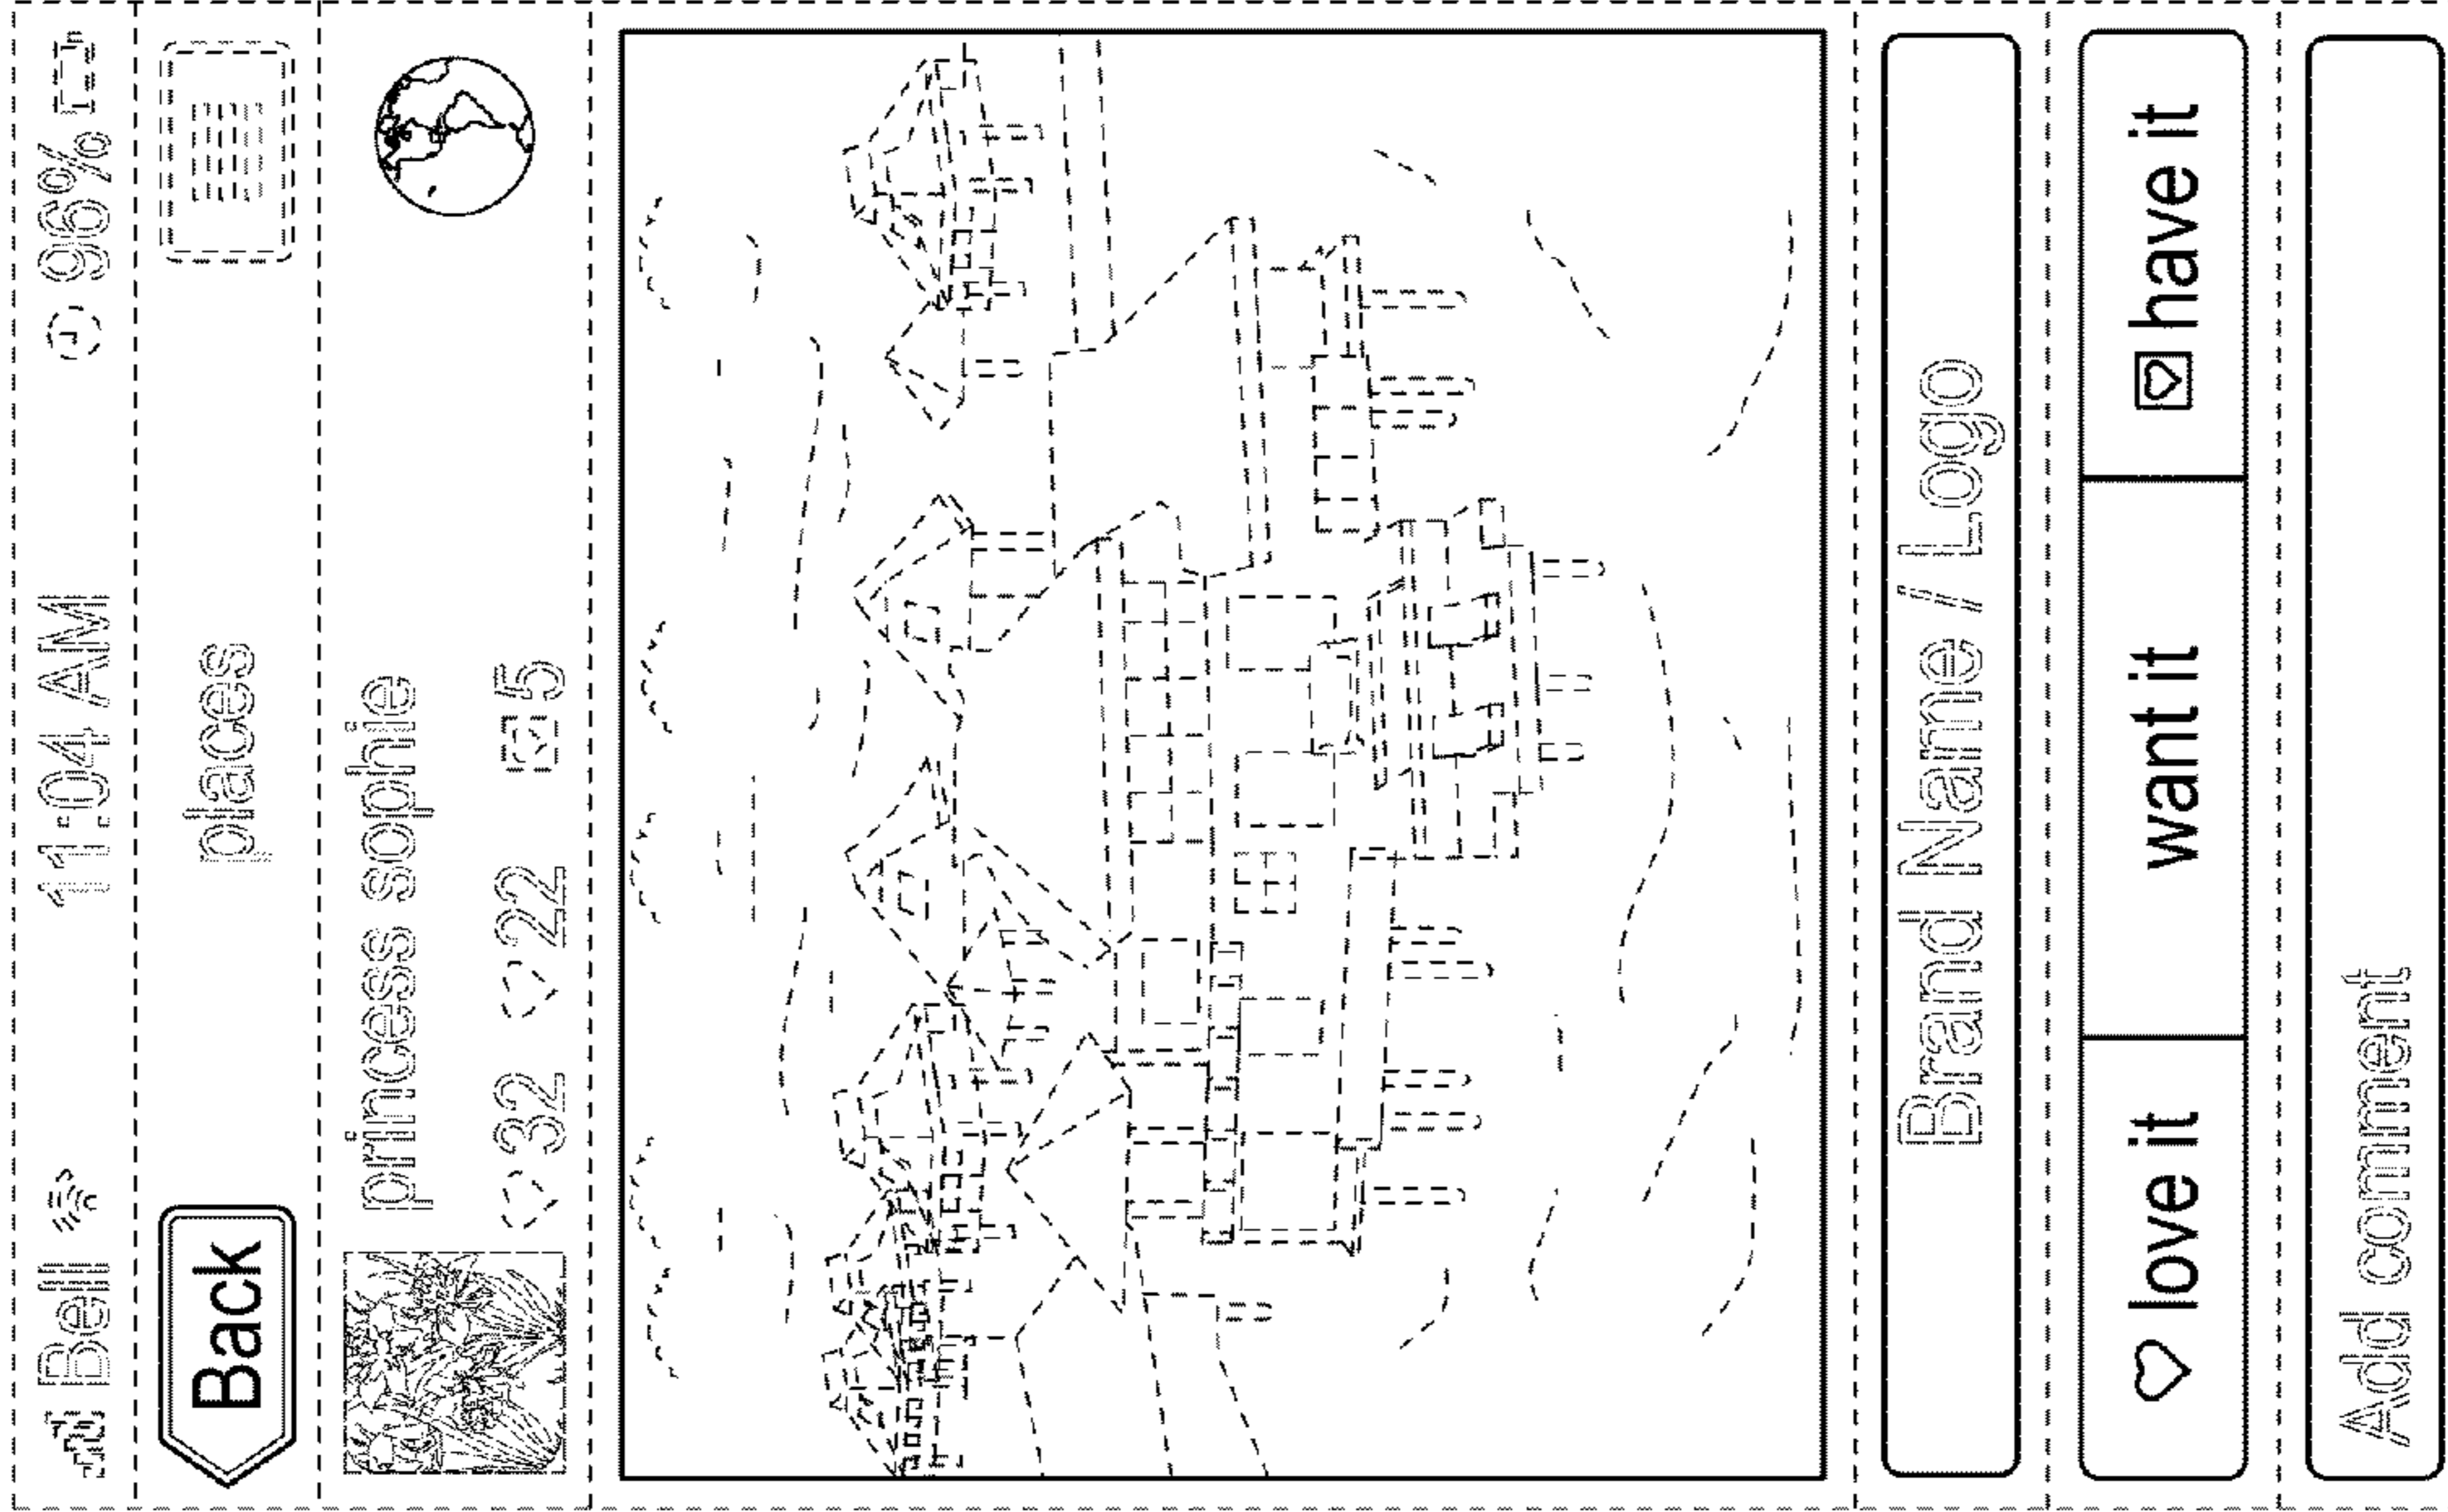 Bell 11:04 AM 96%
Back places
princess sophie
32 22 5
Brand Name / Logo
love it want it have it
Add comment